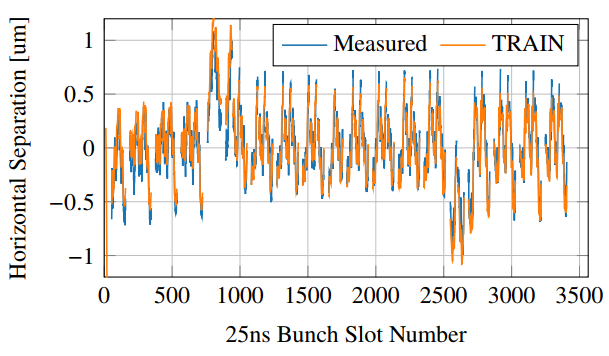 Measured TRAIN
1
0.5
0
−0.5
−1
Horizontal Separation [um]
0 500 1000 1500 2000 2500 3000 3500
25ns Bunch Slot Number